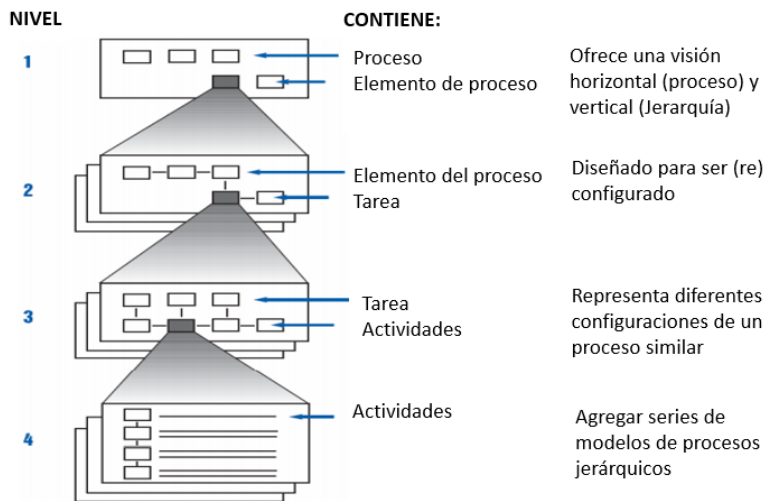 NIVEL
CONTIENE:
1
Proceso
Elemento de proceso
Ofrece una visión
horizontal (proceso) y
vertical (Jerarquía)
2
Elemento del proceso
Tarea
Diseñado para ser (re)
configurado
3
Tarea
Actividades
Representa diferentes
configuraciones de un
proceso similar
4
Actividades
Agregar series de
modelos de procesos
jerárquicos